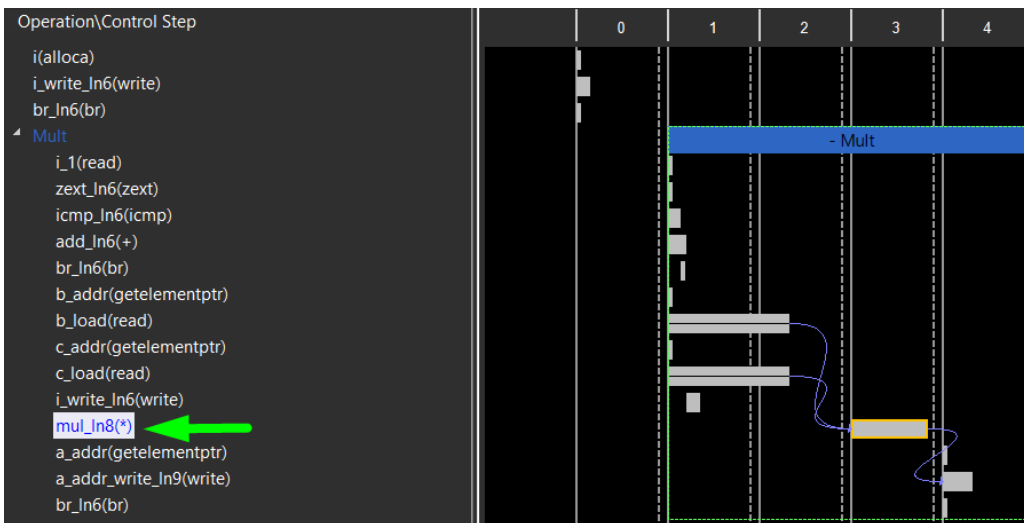 Operation\Control Step 0 1 2 3 4
i(alloca)
i_write_ln6(write)
br_ln6(br)
Mult - Mult
i_1(read)
zext_ln6(zext)
icmp_ln6(icmp)
add_ln6(+)
br_ln6(br)
b_addr(getelementptr)
b_load(read)
c_addr(getelementptr)
c_load(read)
i_write_ln6(write)
mul_ln8(*)
a_addr(getelementptr)
a_addr_write_ln9(write)
br_ln6(br)